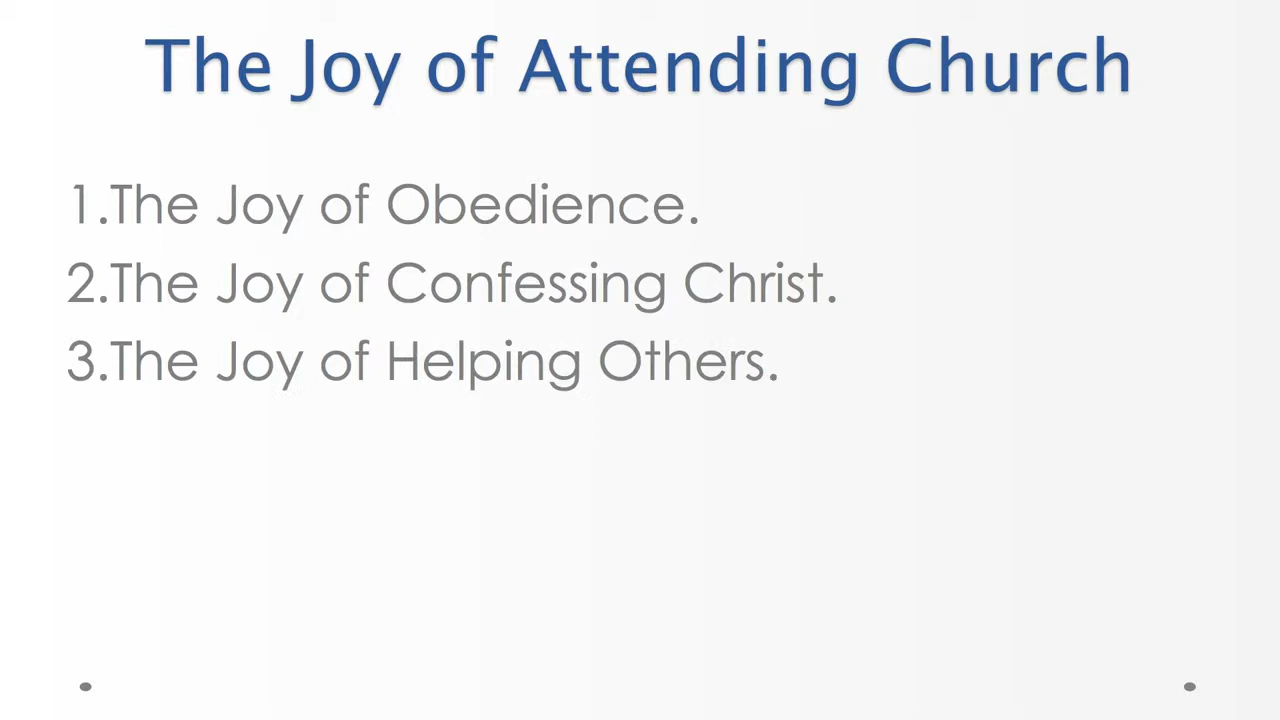 The Joy of Attending Church
1.The Joy of Obedience.
2.The Joy of Confessing Christ.
3.The Joy of Helping Others.